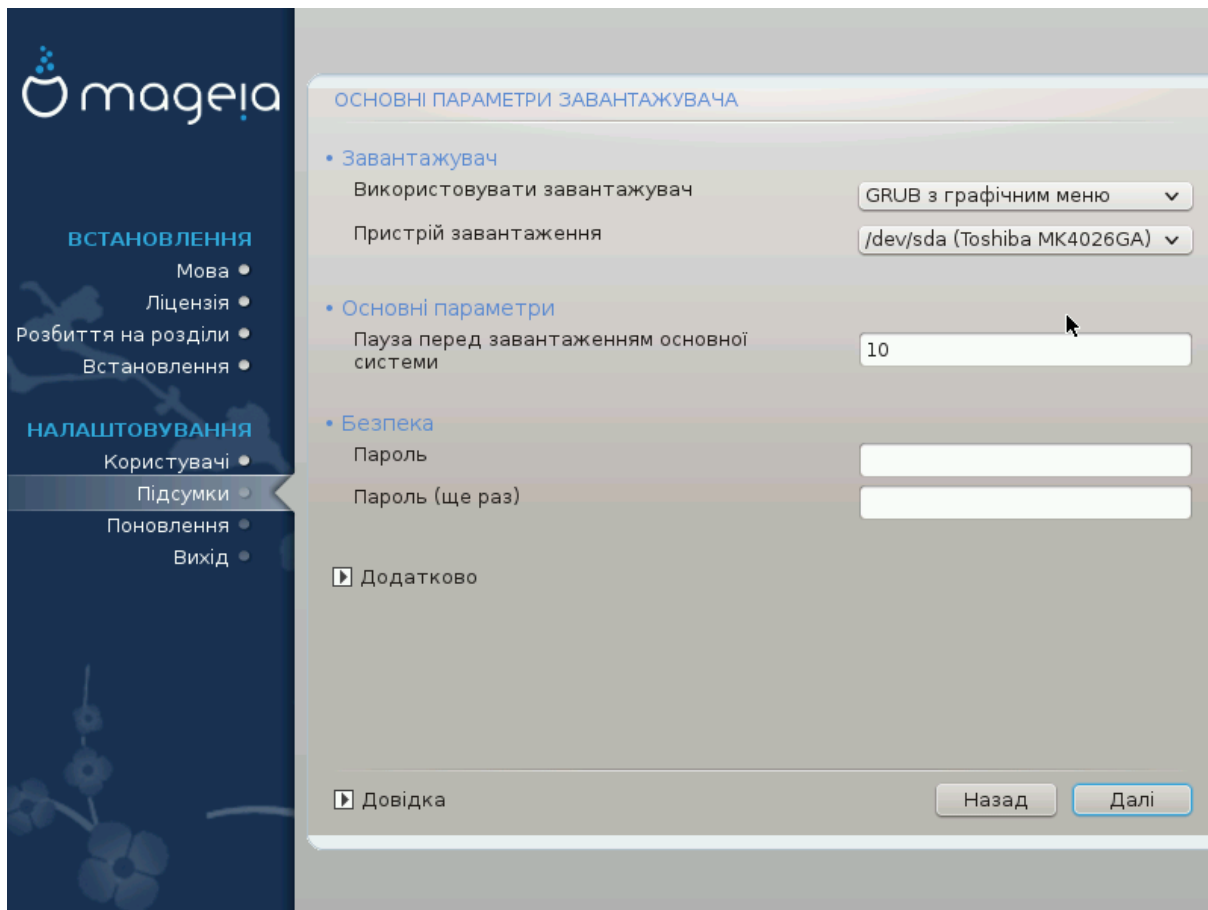 mageia
ВСТАНОВЛЕННЯ
Мова
Ліцензія
Розбиття на розділи
Встановлення
НАЛАШТОВУВАННЯ
Користувачі
Підсумки
Поновлення
Вихід
ОСНОВНІ ПАРАМЕТРИ ЗАВАНТАЖУВАЧА
• Завантажувач
Використовувати завантажувач
GRUB з графічним меню
Пристрій завантаження
/dev/sda (Toshiba MK4026GA)
• Основні параметри
Пауза перед завантаженням основної
системи
10
• Безпека
Пароль
Пароль (ще раз)
Додатково
Довідка
Назад
Далі